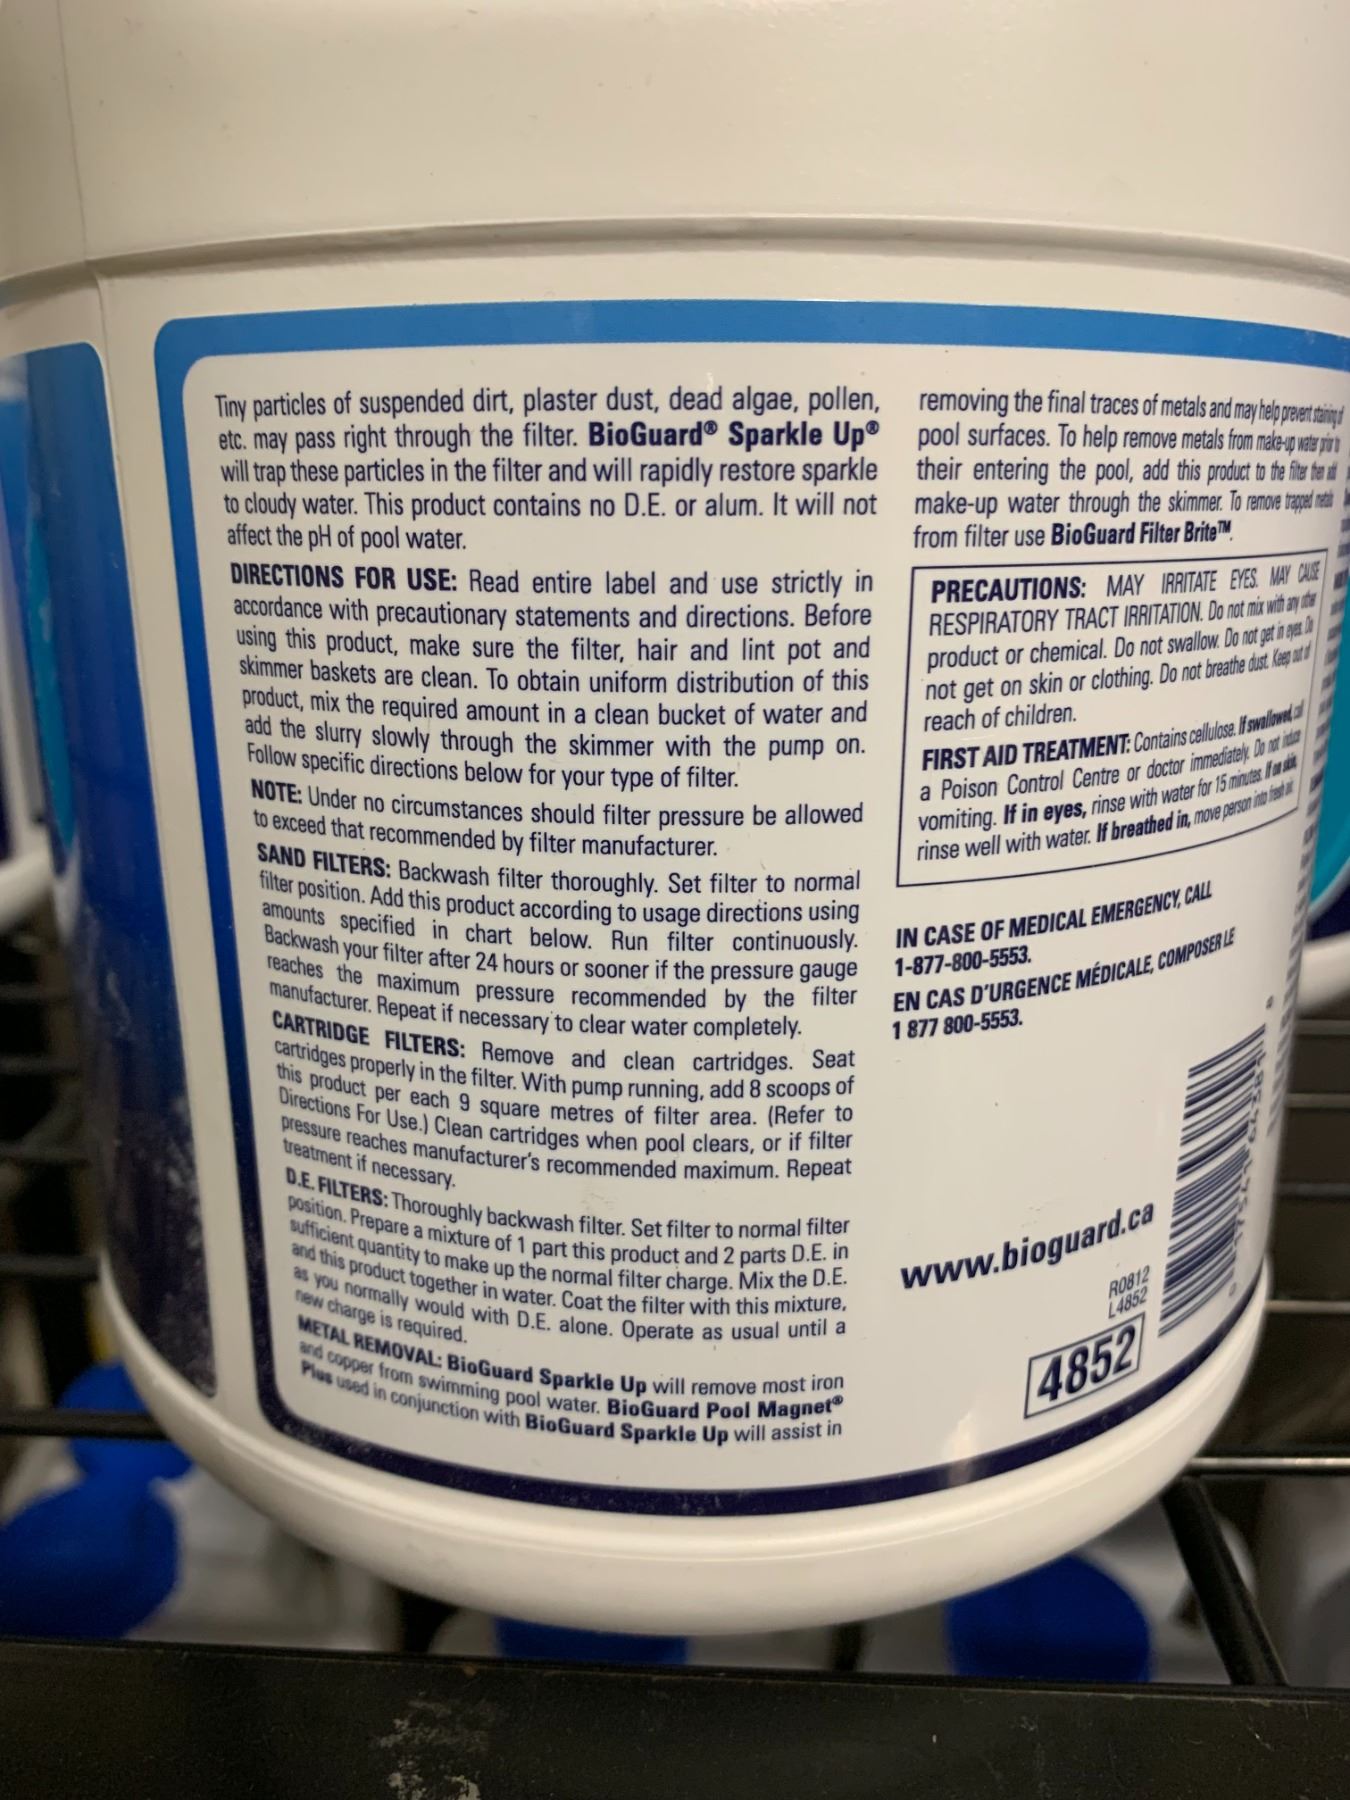 Tiny particles of suspended dirt, plaster dust, dead algae, pollen,
etc. may pass right through the filter. BioGuard® Sparkle Up®
will trap these particles in the filter and will rapidly restore sparkle
to cloudy water. This product contains no D.E. or alum. It will not
affect the pH of pool water.
DIRECTIONS FOR USE: Read entire label and use strictly in
accordance with precautionary statements and directions. Before
using this product, make sure the filter, hair and lint pot and
skimmer baskets are clean. To obtain uniform distribution of this
product, mix the required amount in a clean bucket of water and
add the slurry slowly through the skimmer with the pump on.
Follow specific directions below for your type of filter.
NOTE: Under no circumstances should filter pressure be allowed
to exceed that recommended by filter manufacturer.
SAND FILTERS: Backwash filter thoroughly. Set filter to normal
filter position. Add this product according to usage directions using
amounts specified in chart below. Run filter continuously.
Backwash your filter after 24 hours or sooner if the pressure gauge
reaches the maximum pressure recommended by the filter
manufacturer. Repeat if necessary to clear water completely.
CARTRIDGE FILTERS: Remove and clean cartridges. Seat
cartridges properly in the filter. With pump running, add 8 scoops of
this product per each 9 square metres of filter area. (Refer to
Directions For Use.) Clean cartridges when pool clears, or if filter
pressure reaches manufacturer's recommended maximum. Repeat
treatment if necessary.
D.E. FILTERS: Thoroughly backwash filter. Set filter to normal filter
position. Prepare a mixture of 1 part this product and 2 parts D.E. in
sufficient quantity to make up the normal filter charge. Mix the D.E.
and this product together in water. Coat the filter with this mixture,
as you normally would with D.E. alone. Operate as usual until a
new charge is required.
METAL REMOVAL: BioGuard Sparkle Up will remove most iron
and copper from swimming pool water. BioGuard Pool Magnet®
Plus used in conjunction with BioGuard Sparkle Up will assist in
removing the final traces of metals and may help prevent staining of
pool surfaces. To help remove metals from make-up water prior to
their entering the pool, add this product to the filter then add
make-up water through the skimmer. To remove trapped metals
from filter use BioGuard Filter Brite™.
PRECAUTIONS: MAY IRRITATE EYES. MAY CAUSE
RESPIRATORY TRACT IRRITATION. Do not mix with any other
product or chemical. Do not swallow. Do not get in eyes. Do
not get on skin or clothing. Do not breathe dust. Keep out of
reach of children.
FIRST AID TREATMENT: Contains cellulose. If swallowed, call
a Poison Control Centre or doctor immediately. Do not induce
vomiting. If in eyes, rinse with water for 15 minutes. If on skin,
rinse well with water. If breathed in, move person into fresh air.
IN CASE OF MEDICAL EMERGENCY, CALL
1-877-800-5553.
EN CAS D'URGENCE MÉDICALE, COMPOSER LE
1 877 800-5553.
www.bioguard.ca
R0812
L4852
4852